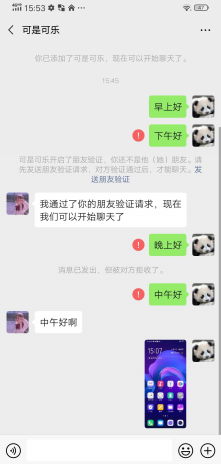 15:53
87
可是可乐
你已添加了可是可乐，现在可以开始聊天了。
15:45
早上好
下午好
可是可乐开启了朋友验证，你还不是他（她）朋友。请
先发送朋友验证请求，对方验证通过后，才能聊天。发
送朋友验证
我通过了你的朋友验证请求，现在
我们可以开始聊天了
晚上好
消息已发出，但被对方拒收了。
中午好
中午好啊
15:07